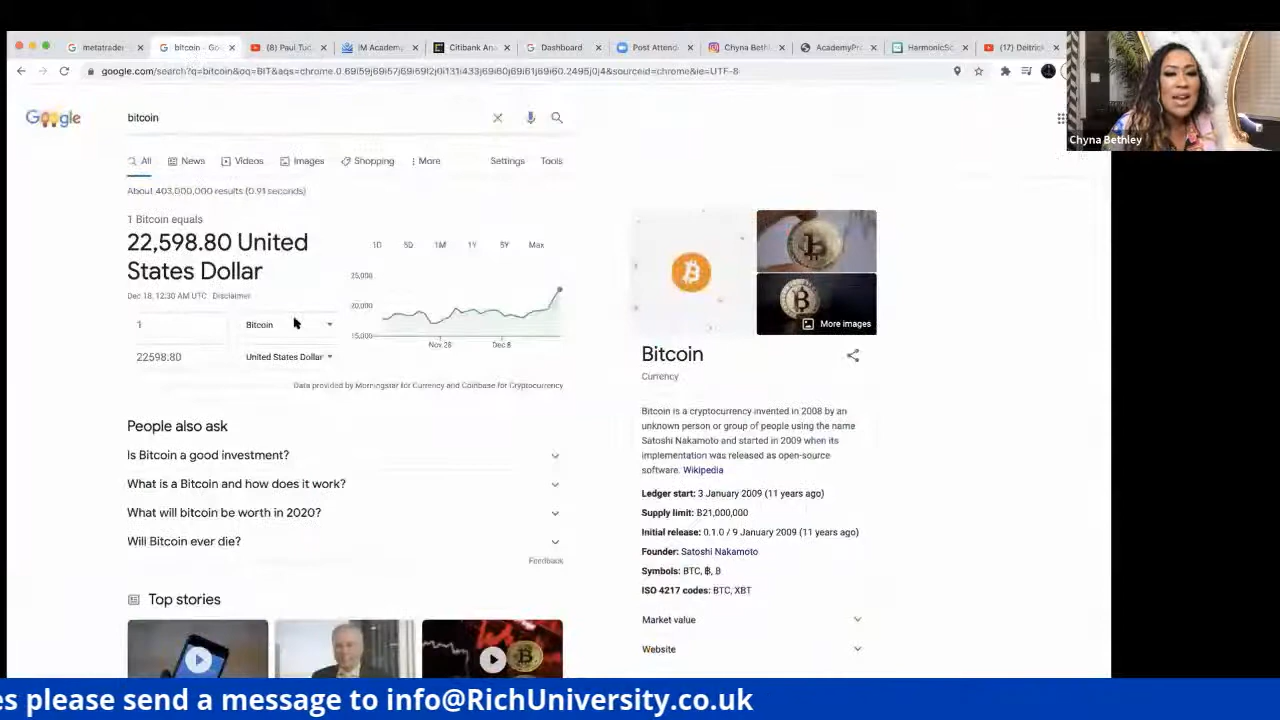 metatrader
bitcoin - Go
(8) Paul Tud
IM Academy
Citibank An
Dashboard
Post Attend
Chyna Beth
AcademyPr
HarmonicSc
(17) Deitrick
google.com/search?q=bitcoin&oq=BIT&aqs=chrome.0.69i59j69i57j69i59l2j0i131i433j69i60j69i61j69i60.2495j0j4&sourceid=chrome&ie=UTF-8
Google
bitcoin
Chyna Bethley
All News Videos Images Shopping More Settings Tools
About 403,000,000 results (0.91 seconds)
1 Bitcoin equals
22,598.80 United
States Dollar
Dec 18, 12:30 AM UTC Disclaimer
1 Bitcoin
22598.80 United States Dollar
1D 5D 1M 1Y 5Y Max
25,000
20,000
15,000
Nov 28 Dec 8
Data provided by Morningstar for Currency and Coinbase for Cryptocurrency
People also ask
Is Bitcoin a good investment?
What is a Bitcoin and how does it work?
What will bitcoin be worth in 2020?
Will Bitcoin ever die?
Feedback
Top stories
More images
Bitcoin
Currency
Bitcoin is a cryptocurrency invented in 2008 by an
unknown person or group of people using the name
Satoshi Nakamoto and started in 2009 when its
implementation was released as open-source
software. Wikipedia
Ledger start: 3 January 2009 (11 years ago)
Supply limit: ₿21,000,000
Initial release: 0.1.0 / 9 January 2009 (11 years ago)
Founder: Satoshi Nakamoto
Symbols: BTC, ฿, ₿
ISO 4217 codes: BTC, XBT
Market value
Website
es please send a message to info@RichUniversity.co.uk